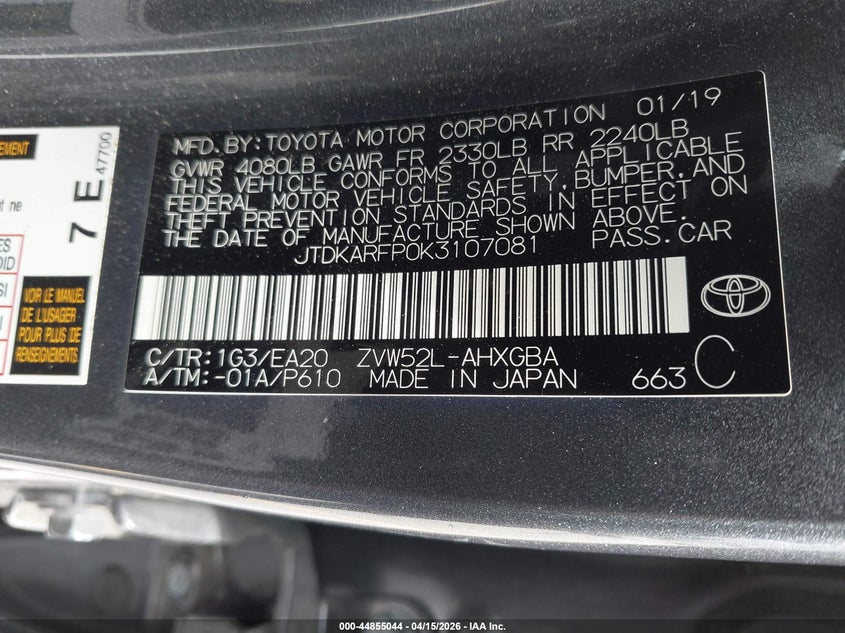 MFD.BY:TOYOTA MOTOR CORPORATION 01/19
GVWR 4080LB GAWR FR 2330LB RR 2240LB
THIS VEHICLE CONFORMS TO ALL APPLICABLE
FEDERAL MOTOR VEHICLE SAFETY,BUMPER,AND
THEFT PREVENTION STANDARDS IN EFFECT ON
THE DATE OF MANUFACTURE SHOWN ABOVE.
JTDKARFP0K3107081 PASS.CAR
C/TR:1G3/EA20 ZVW52L-AHXGBA
A/TM:-01A/P610 MADE IN JAPAN 663 C
47700
7 E
VOIR LE MANUEL
DE L'USAGER
POUR PLUS DE
RENSEIGNEMENTS
000-44855044 | 04/15/2026 - IAA Inc.